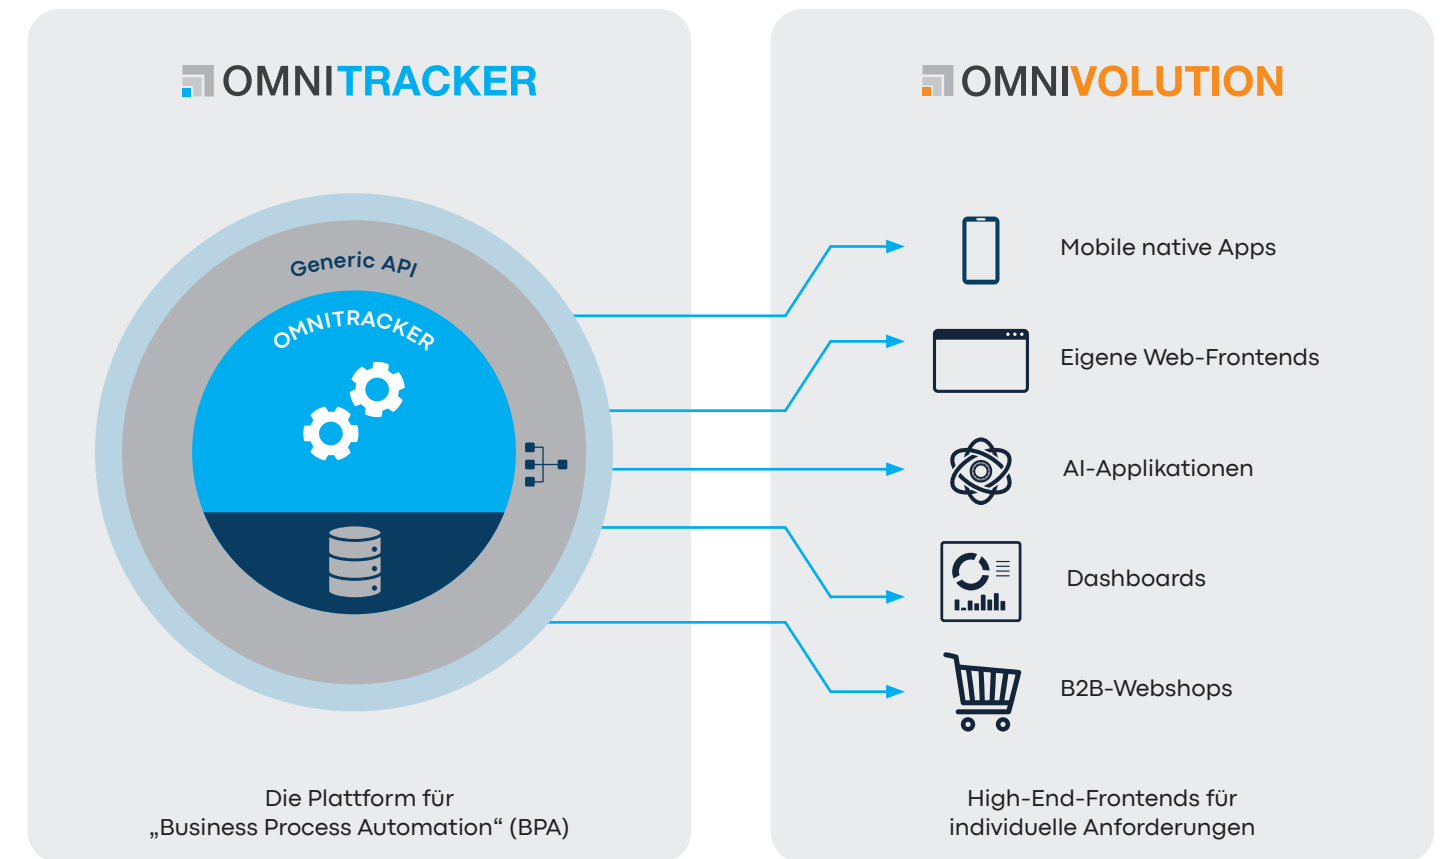 OMNITRACKER
Generic API
OMNITRACKER
Die Plattform für
„Business Process Automation“ (BPA)
OMNIVOLUTION
Mobile native Apps
Eigene Web-Frontends
AI-Applikationen
Dashboards
B2B-Webshops
High-End-Frontends für
individuelle Anforderungen